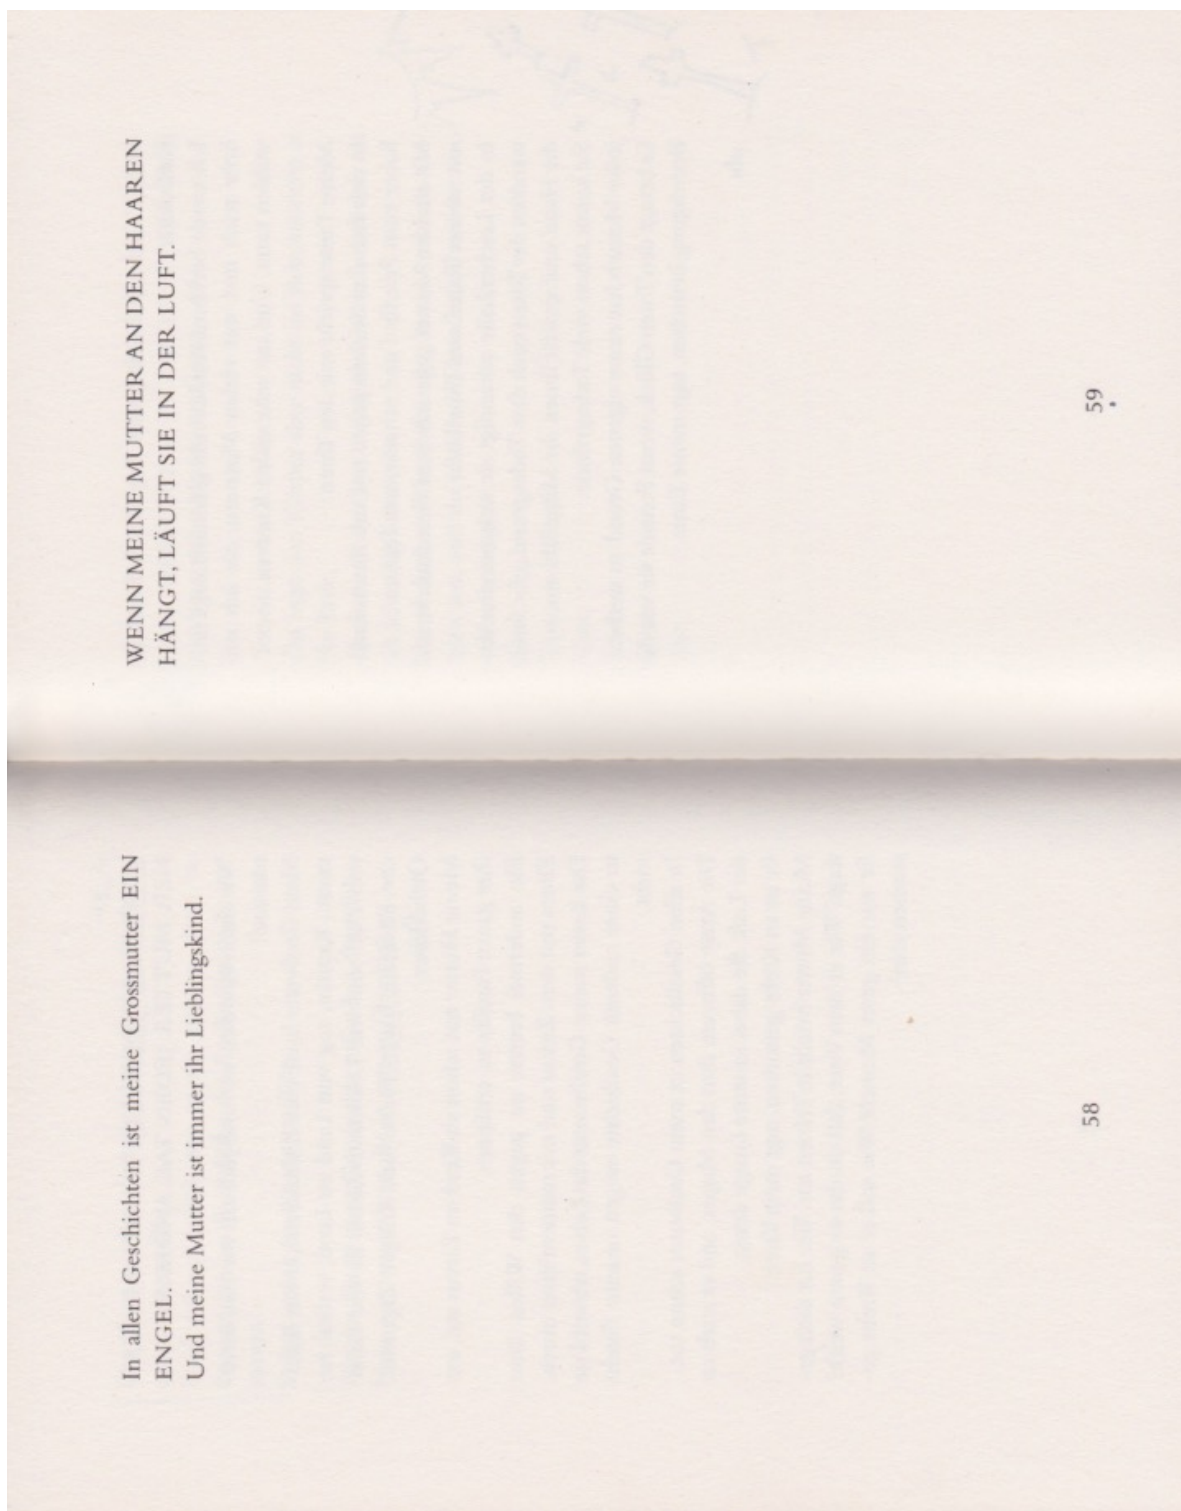 In allen Geschichten ist meine Grossmutter EIN
ENGEL.
Und meine Mutter ist immer ihr Lieblingskind.
58
WENN MEINE MUTTER AN DEN HAAREN
HÄNGT, LÄUFT SIE IN DER LUFT.
59